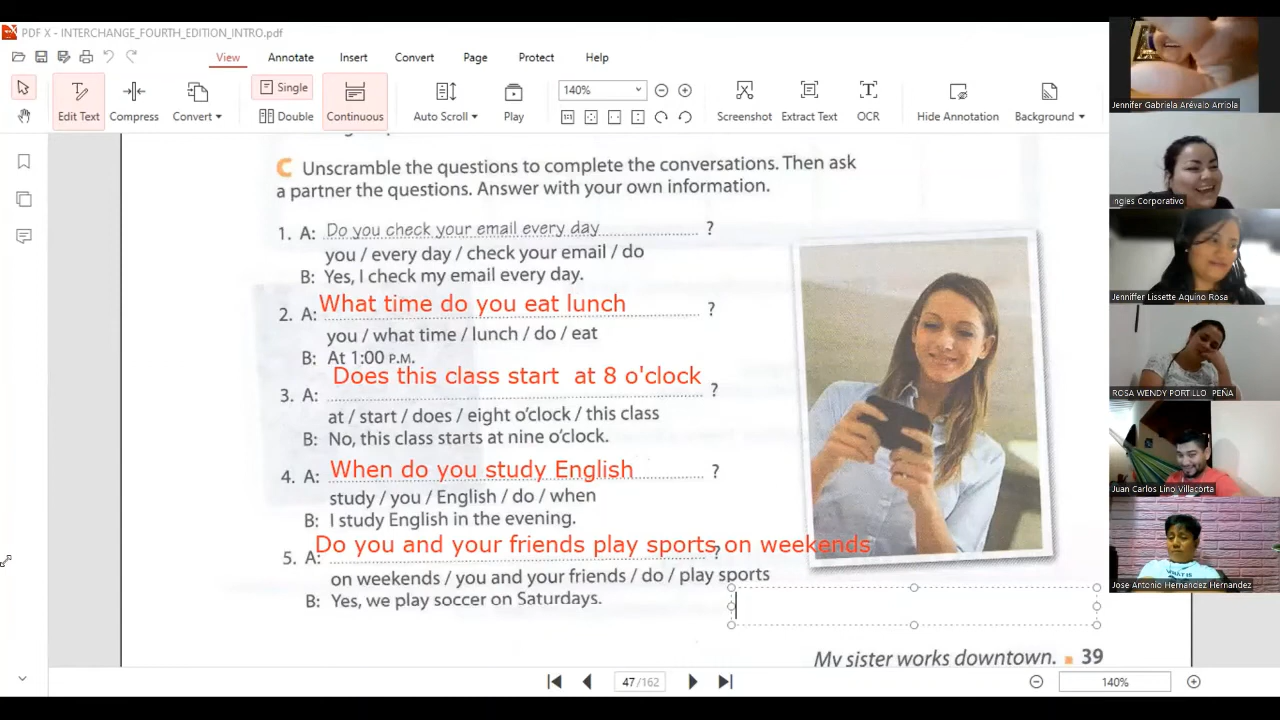 PDF X - INTERCHANGE_FOURTH_EDITION_INTRO.pdf
View Annotate Insert Convert Page Protect Help
Edit Text Compress Convert Single Double Continuous Auto Scroll Play 140% Screenshot Extract Text OCR Hide Annotation Background
C Unscramble the questions to complete the conversations. Then ask
a partner the questions. Answer with your own information.
1. A: Do you check your email every day ?
you / every day / check your email / do
B: Yes, I check my email every day.
2. A: What time do you eat lunch ?
you / what time / lunch / do / eat
B: At 1:00 P.M.
Does this class start at 8 o'clock
3. A: ?
at / start / does / eight o'clock / this class
B: No, this class starts at nine o'clock.
4. A: When do you study English ?
study / you / English / do / when
B: I study English in the evening.
5. A: Do you and your friends play sports on weekends ?
on weekends / you and your friends / do / play sports
B: Yes, we play soccer on Saturdays.
My sister works downtown. 39
47 /162
140%
Jennifer Gabriela Arévalo Arriola
Ingles Corporativo
Jenniffer Lissette Aquino Rosa
ROSA WENDY PORTILLO PEÑA
Juan Carlos Lino Villacorta
Jose Antonio Hernandez Hernandez